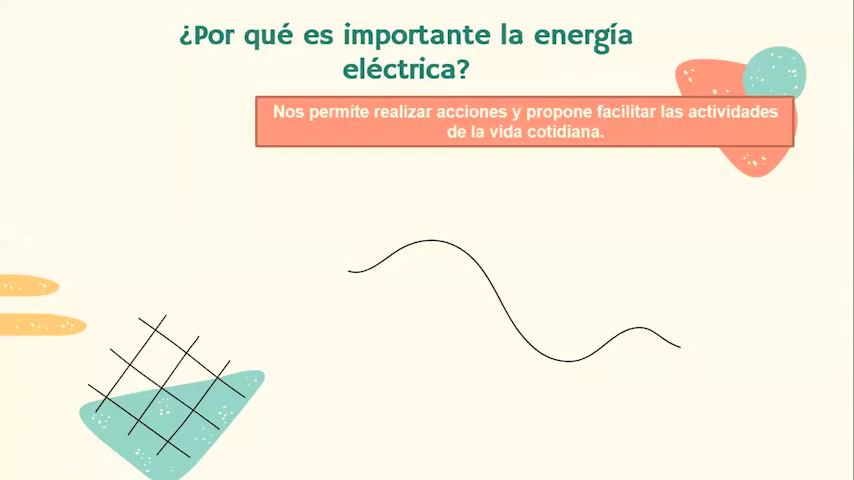 ¿Por qué es importante la energía
eléctrica?
Nos permite realizar acciones y propone facilitar las actividades
de la vida cotidiana.